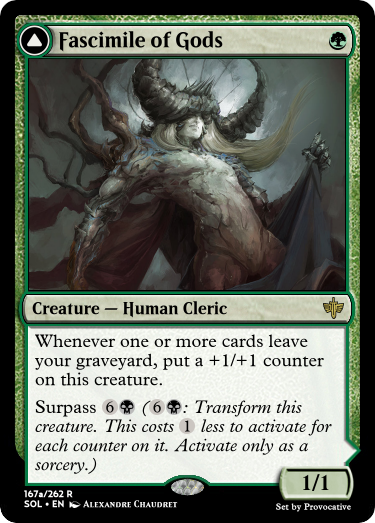 Fascimile of Gods
Creature — Human Cleric
Whenever one or more cards leave
your graveyard, put a +1/+1 counter
on this creature.
Surpass 6 (6: Transform this
creature. This costs 1 less to activate for
each counter on it. Activate only as a
sorcery.)
1/1
167a/262 R
SOL • EN Alexandre Chaudret
Set by Provocative